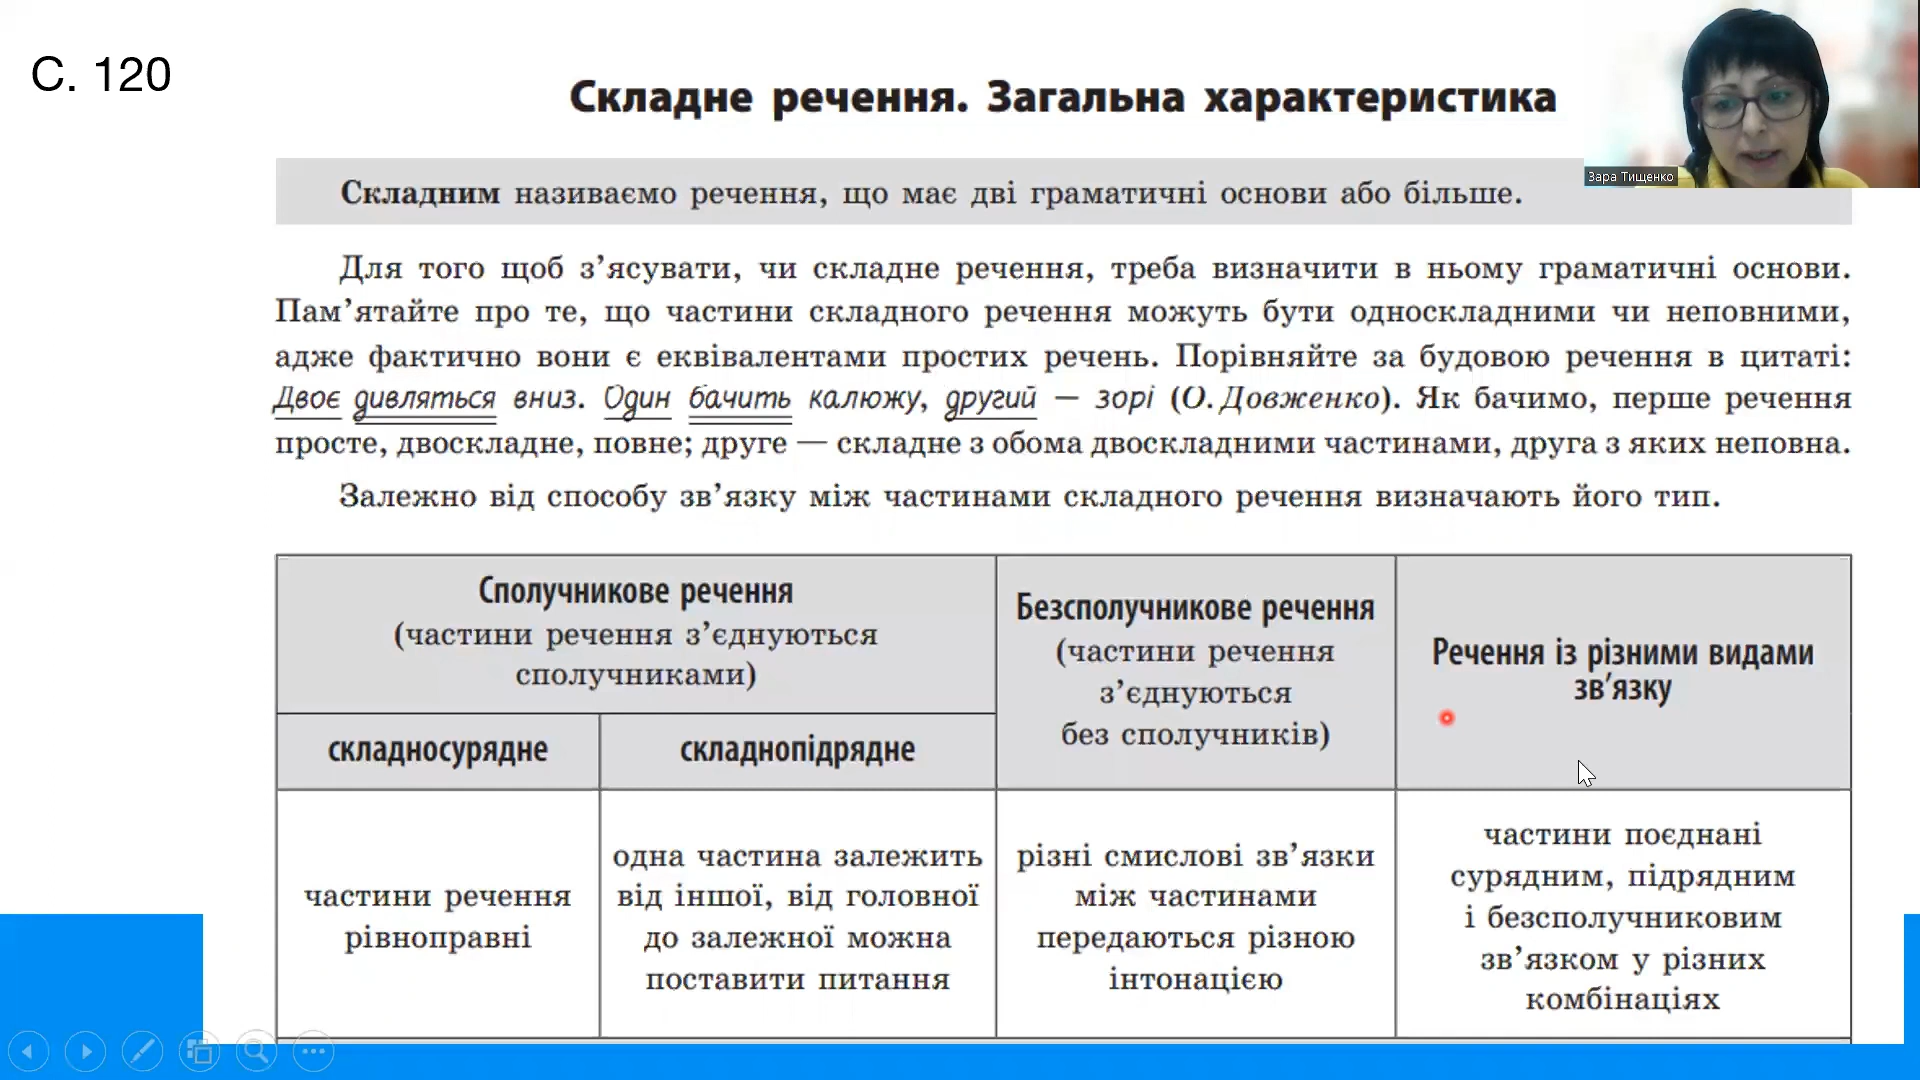 С. 120
Складне речення. Загальна характеристика
Зара Тищенко
Складним називаємо речення, що має дві граматичні основи або більше.
Для того щоб з’ясувати, чи складне речення, треба визначити в ньому граматичні основи.
Пам’ятайте про те, що частини складного речення можуть бути односкладними чи неповними,
адже фактично вони є еквівалентами простих речень. Порівняйте за будовою речення в цитаті:
Двоє дивляться вниз. Один бачить калюжу, другий — зорі (О. Довженко). Як бачимо, перше речення
просте, двоскладне, повне; друге — складне з обома двоскладними частинами, друга з яких неповна.
Залежно від способу зв’язку між частинами складного речення визначають його тип.
Сполучникове речення
(частини речення з’єднуються
сполучниками)
Безсполучникове речення
(частини речення
з’єднуються
без сполучників)
Речення із різними видами
зв’язку
складносурядне
складнопідрядне
частини речення
рівноправні
одна частина залежить
від іншої, від головної
до залежної можна
поставити питання
різні смислові зв’язки
між частинами
передаються різною
інтонацією
частини поєднані
сурядним, підрядним
і безсполучниковим
зв’язком у різних
комбінаціях